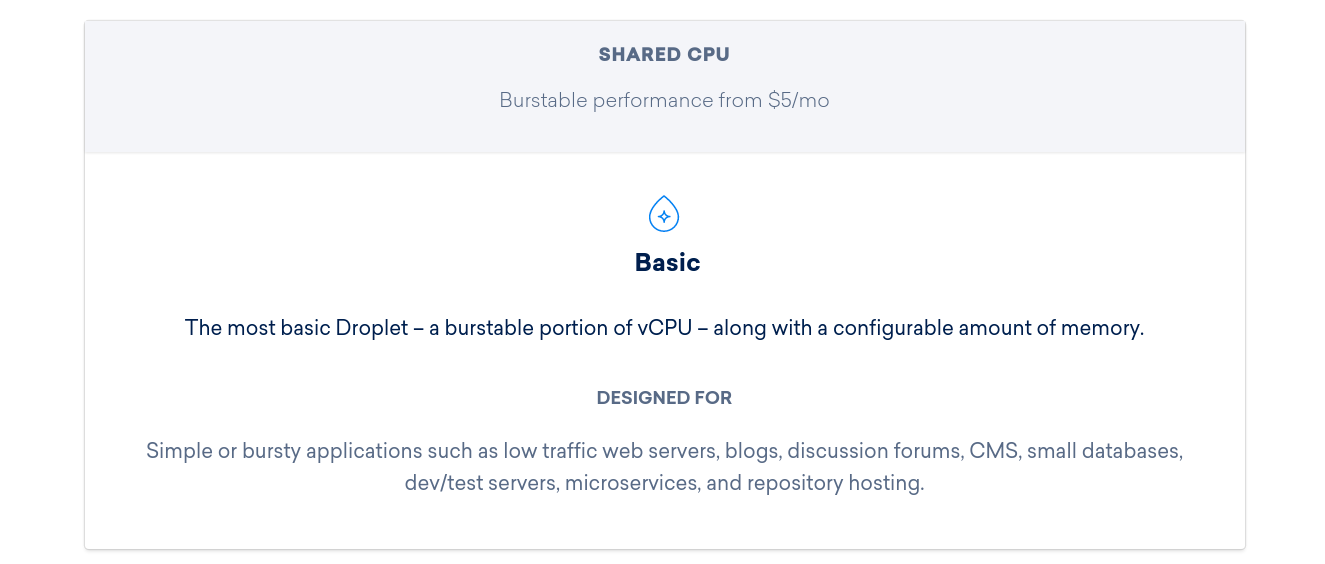 SHARED CPU
Burstable performance from $5/mo
Basic
The most basic Droplet – a burstable portion of vCPU – along with a configurable amount of memory.
DESIGNED FOR
Simple or bursty applications such as low traffic web servers, blogs, discussion forums, CMS, small databases,
dev/test servers, microservices, and repository hosting.